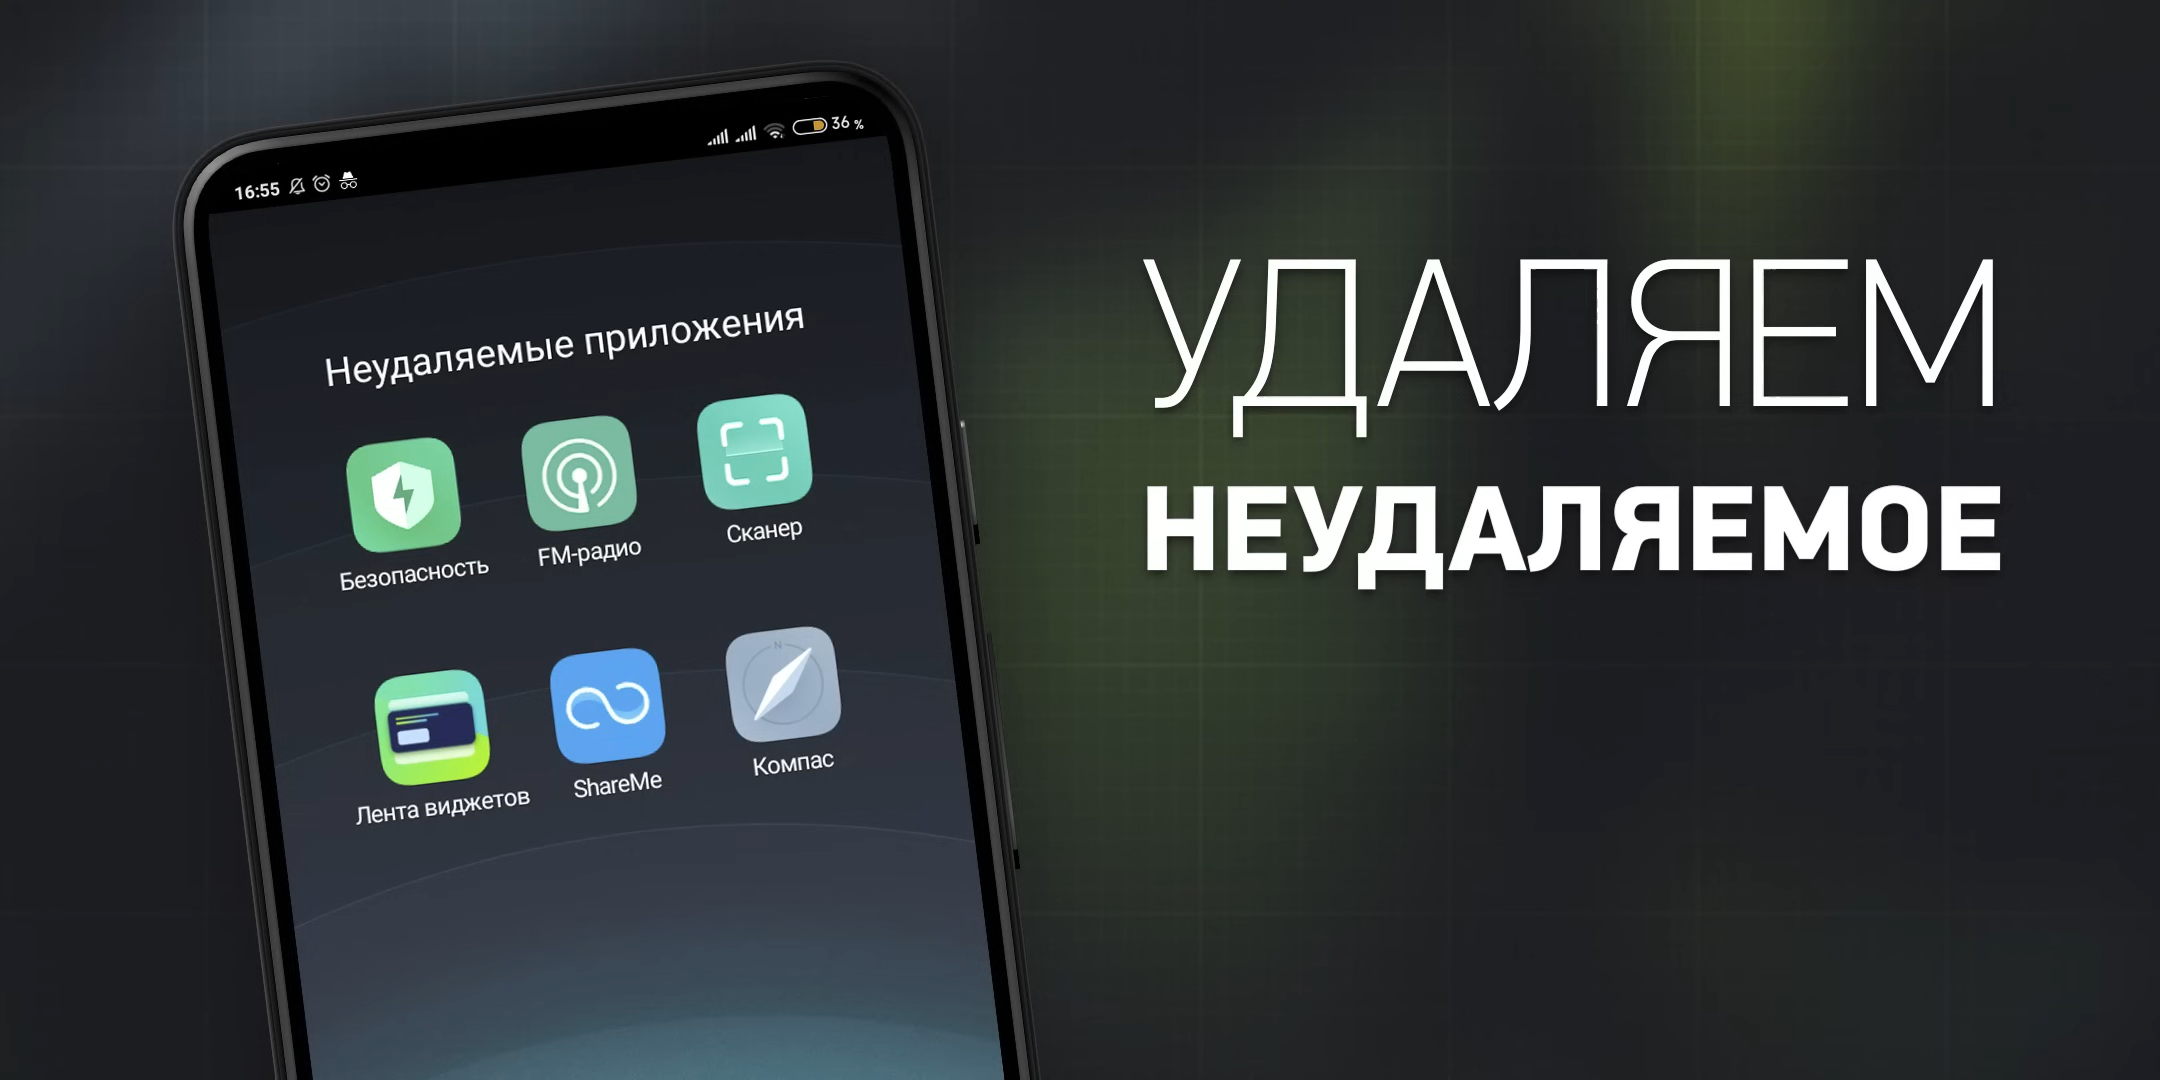 16:55
36 %
Неудаляемые приложения
Безопасность
FM-радио
Сканер
Лента виджетов
ShareMe
N
Компас
УДАЛЯЕМ
НЕУДАЛЯЕМОЕ